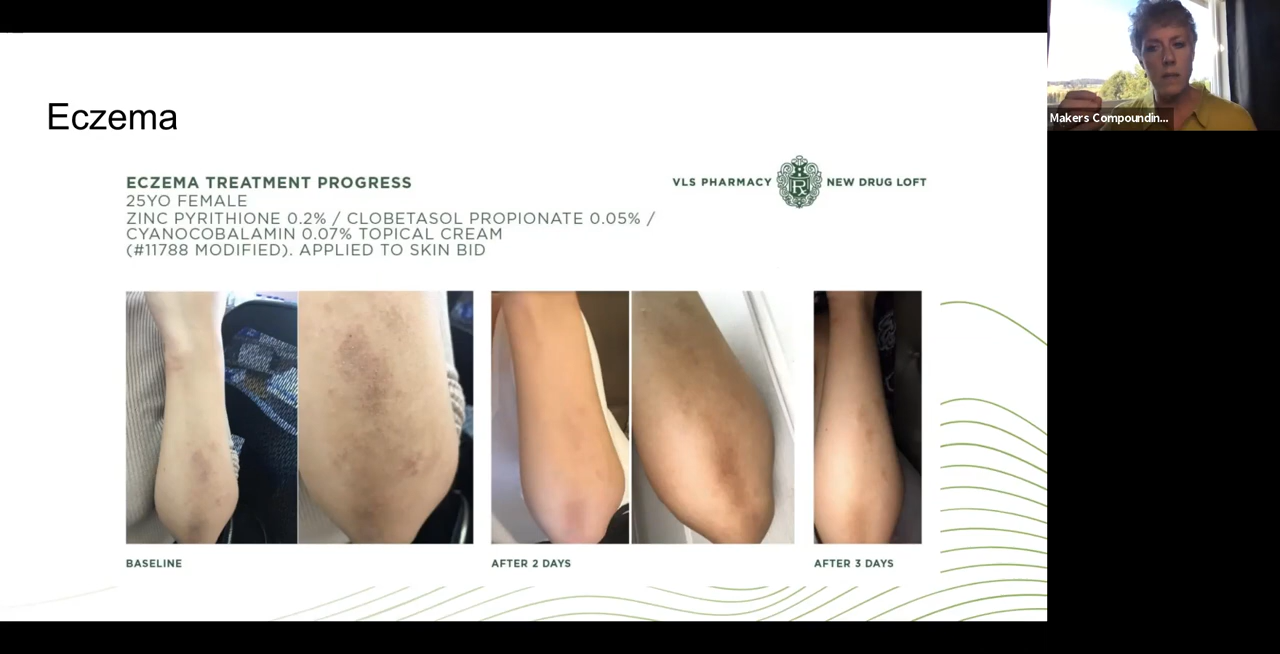 Eczema
ECZEMA TREATMENT PROGRESS
25YO FEMALE
ZINC PYRITHIONE 0.2% / CLOBETASOL PROPIONATE 0.05% /
CYANOCOBALAMIN 0.07% TOPICAL CREAM
(#11788 MODIFIED). APPLIED TO SKIN BID
VLS PHARMACY Rx NEW DRUG LOFT
BASELINE
AFTER 2 DAYS
AFTER 3 DAYS
Makers Compoundin...